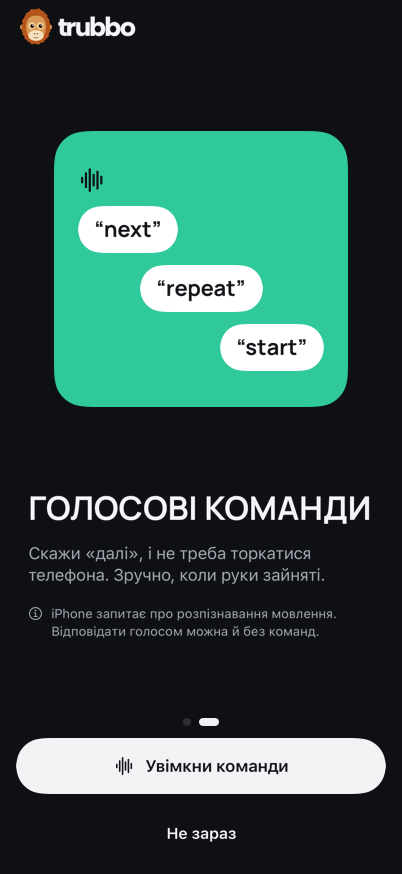 trubbo
“next”
“repeat”
“start”
ГОЛОСОВІ КОМАНДИ
Скажи «далі», і не треба торкатися
телефона. Зручно, коли руки зайняті.
iPhone запитає про розпізнавання мовлення.
Відповідати голосом можна й без команд.
Увімкни команди
Не зараз